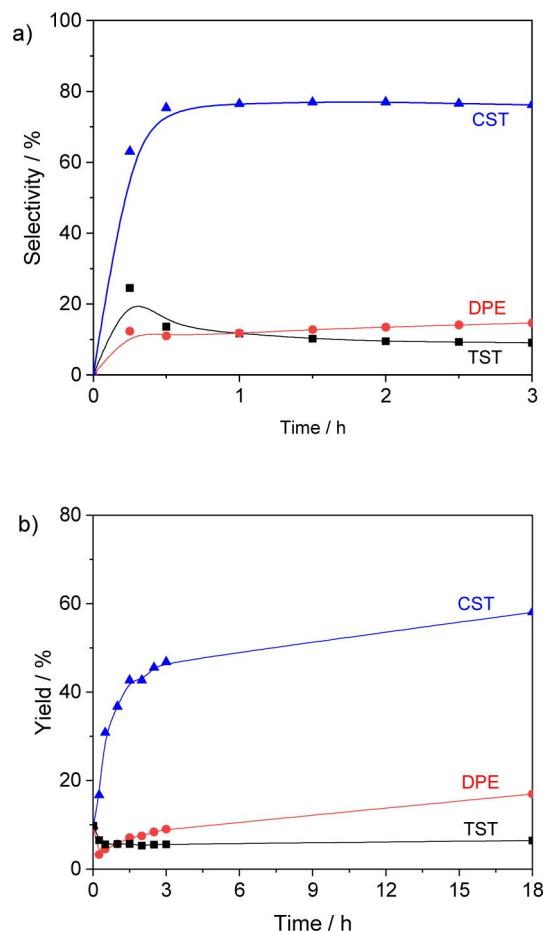 a)
100
80
60
40
20
0
Selectivity / %
CST
DPE
TST
0 1 2 3
Time / h
b)
80
60
40
20
0
Yield / %
CST
DPE
TST
0 3 6 9 12 15 18
Time / h